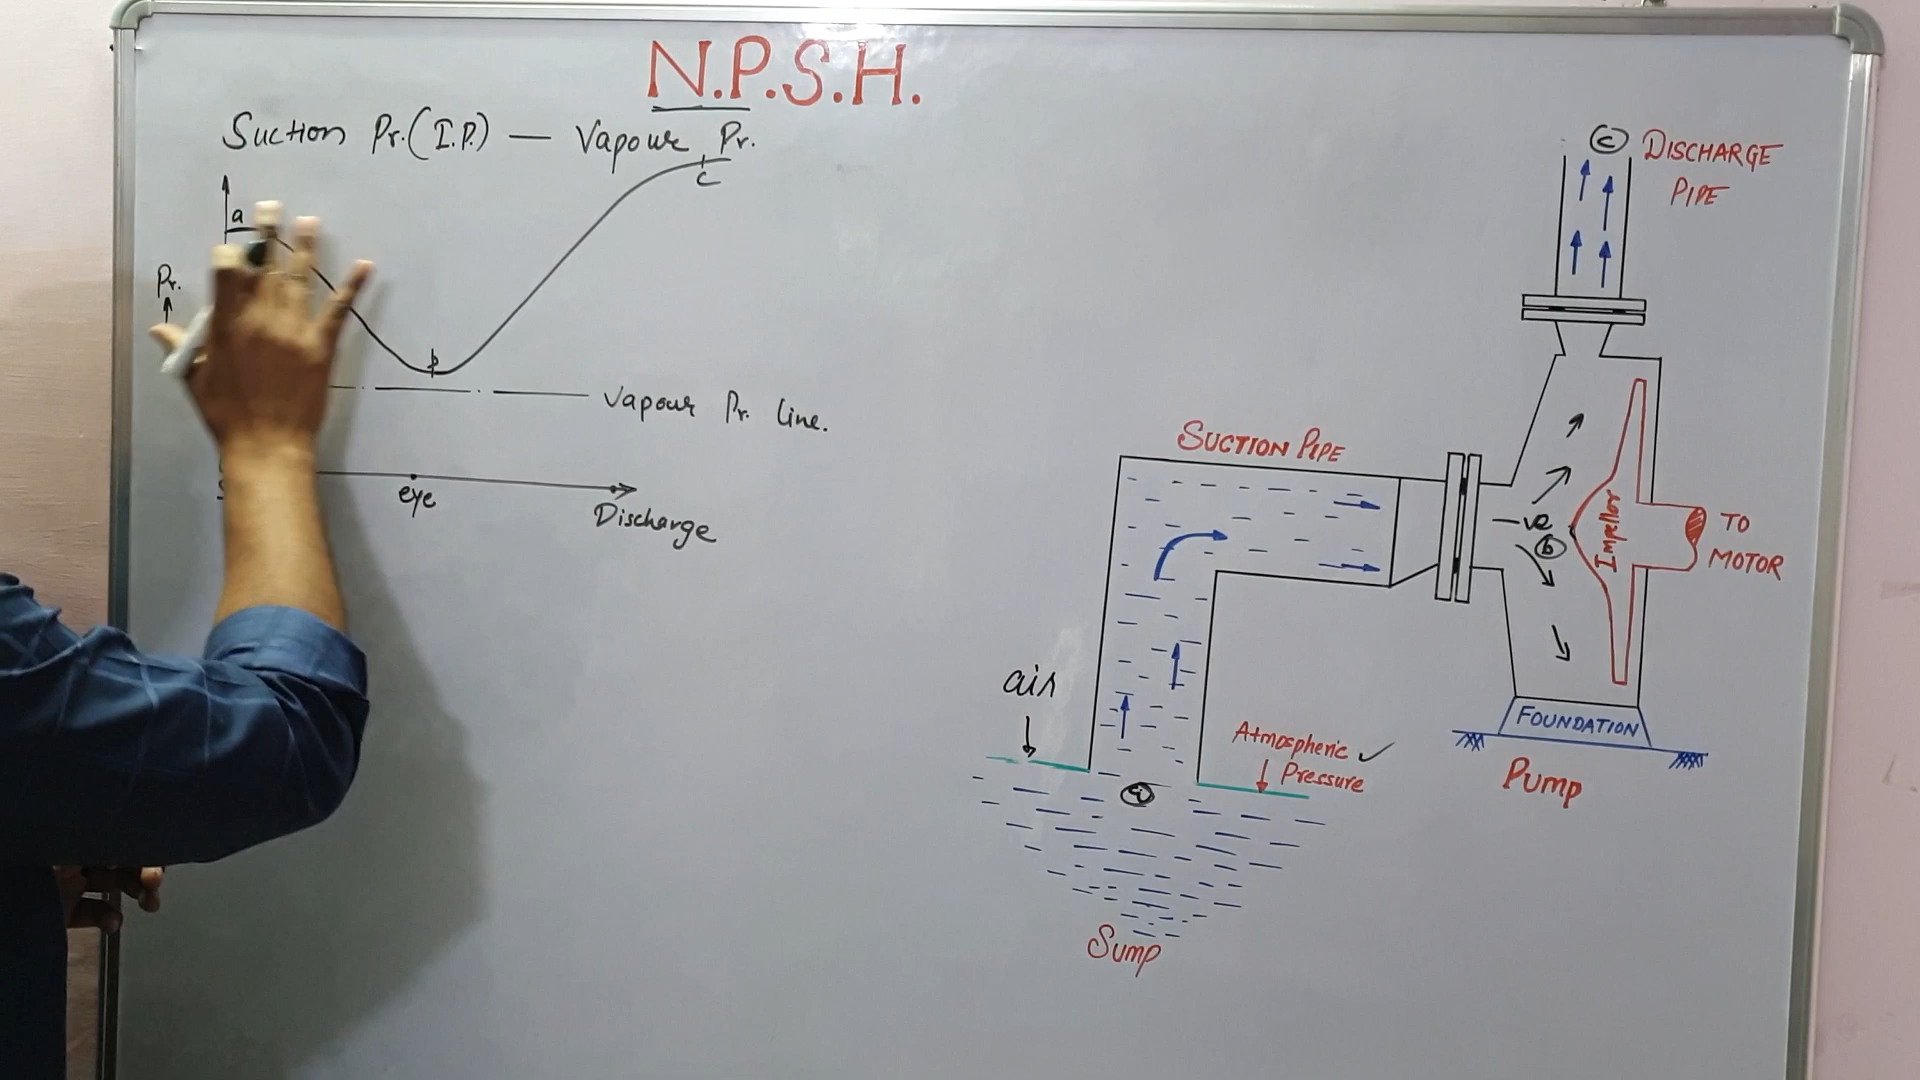 N.P.S.H.
Suction Pr.(I.P.) — Vapour Pr.
a
c
Pr.
b
Vapour Pr. line.
eye
Discharge
c DISCHARGE
PIPE
SUCTION PIPE
-ve
b
Impellor
TO
MOTOR
air
Atmospheric ✓
Pressure
a
FOUNDATION
Pump
Sump